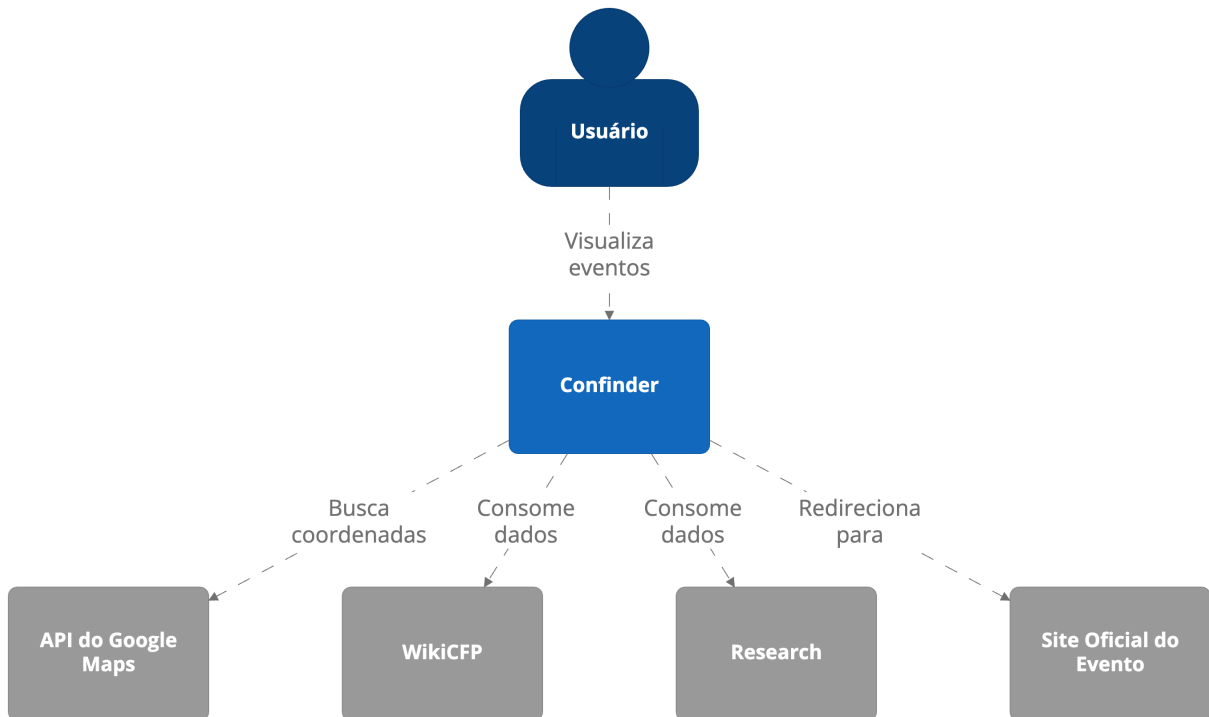 Usuário
Visualiza
eventos
Confinder
Busca
coordenadas
Consome
dados
Consome
dados
Redireciona
para
API do Google
Maps
WikiCFP
Research
Site Oficial do
Evento